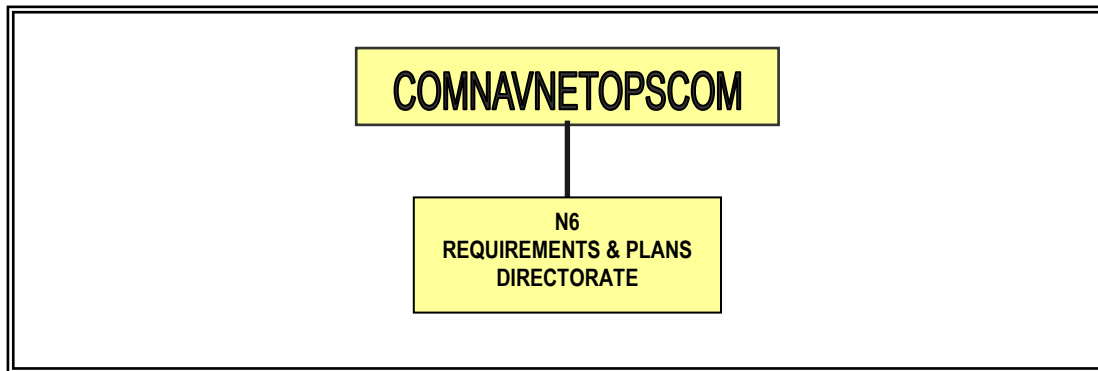 COMNAVNETOPSCOM
N6
REQUIREMENTS & PLANS
DIRECTORATE